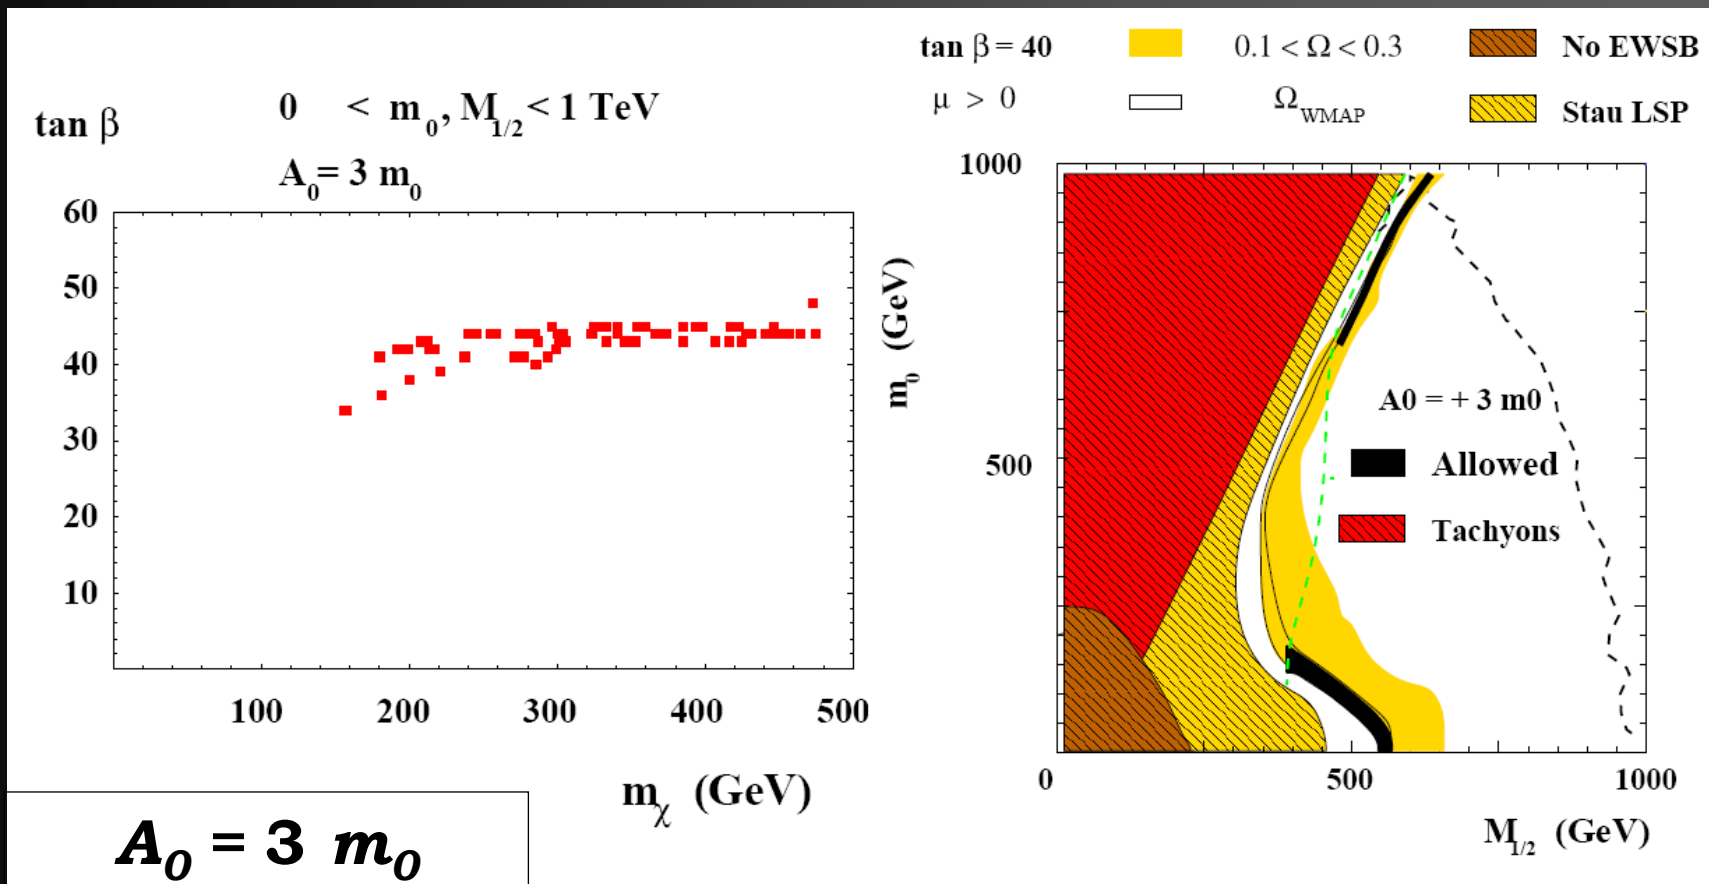 tan β
0 < m₀, M₁/₂ < 1 TeV
A₀= 3 m₀
60
50
40
30
20
10
100 200 300 400 500
mχ (GeV)
A₀ = 3 m₀
tan β = 40 0.1 < Ω < 0.3 No EWSB
μ > 0 Ω WMAP Stau LSP
1000
m₀ (GeV)
A0 = + 3 m0
500
Allowed
Tachyons
0 500 1000
M₁/₂ (GeV)